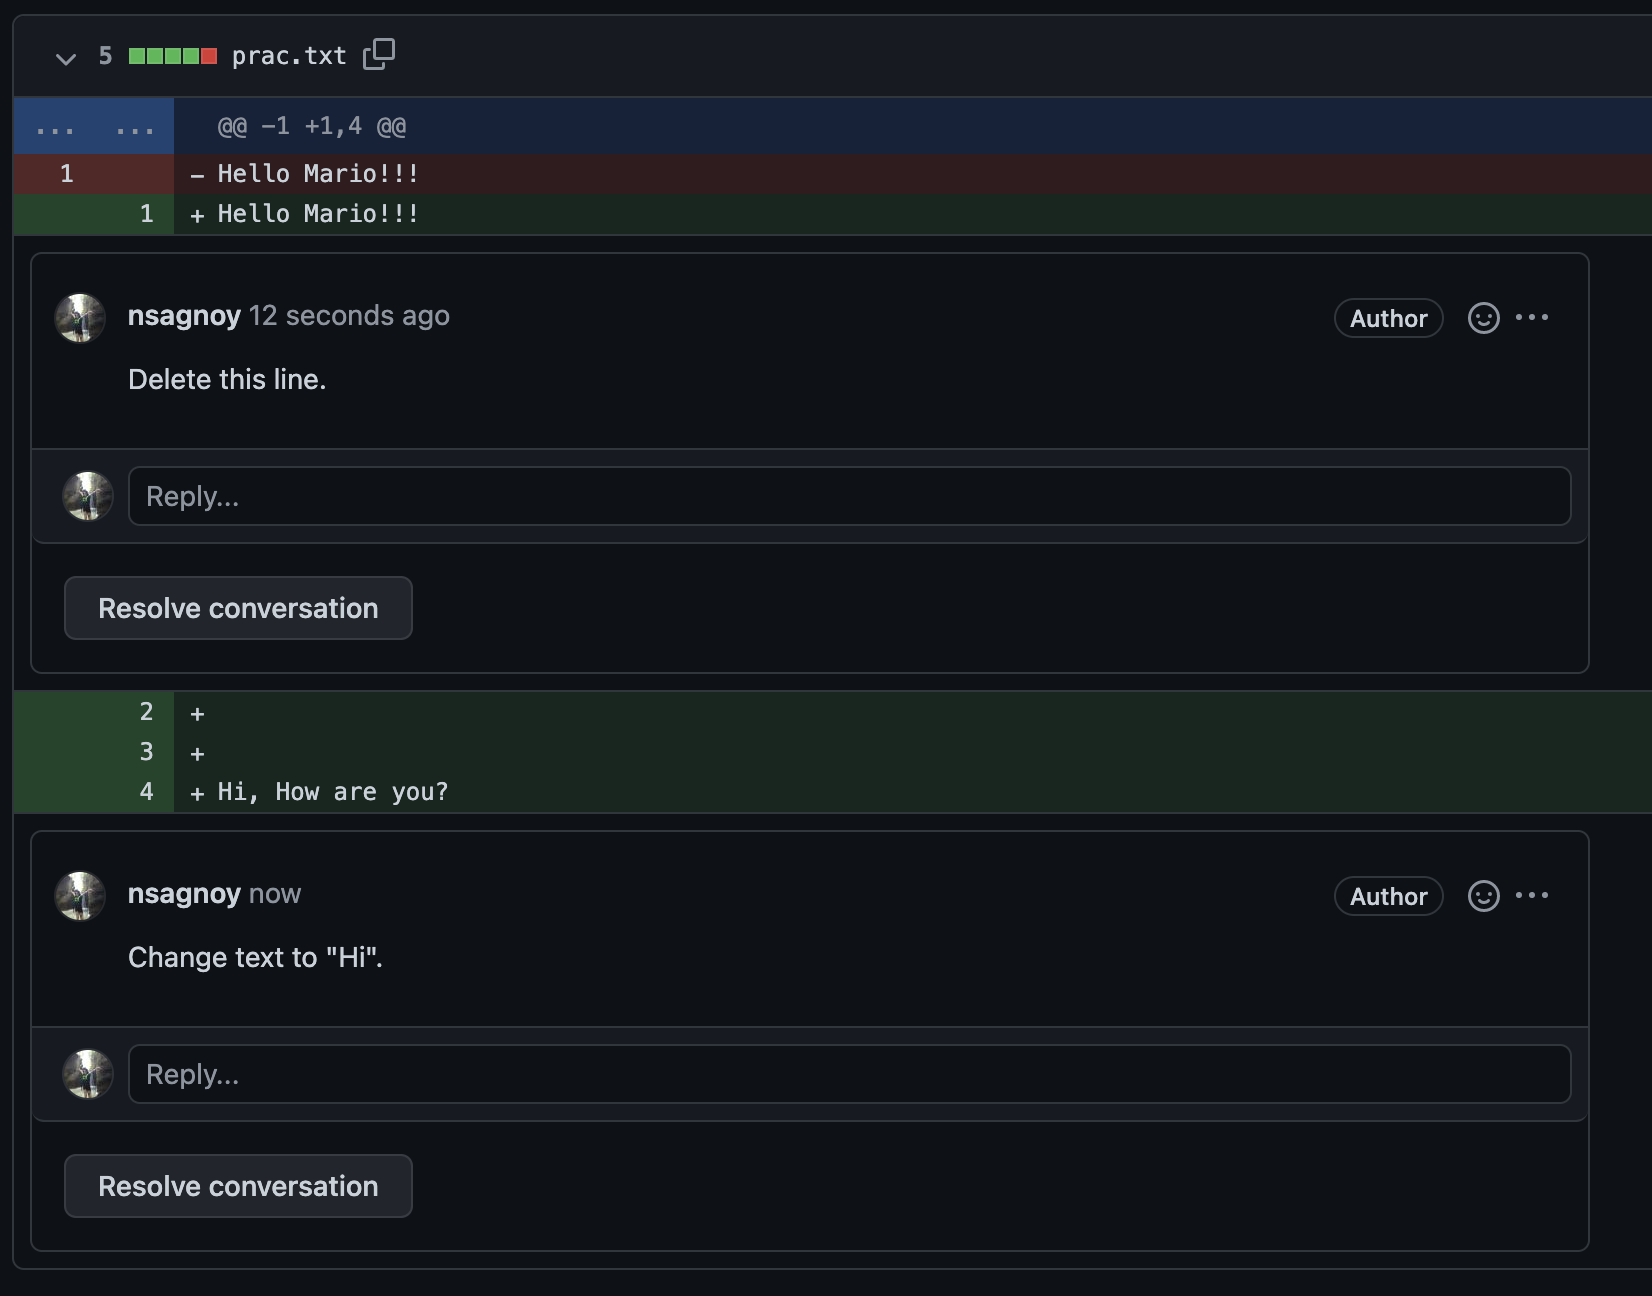 5 prac.txt
... ... @@ -1 +1,4 @@
1 - Hello Mario!!!
1 + Hello Mario!!!
nsagnoy 12 seconds ago Author ...
Delete this line.
Reply...
Resolve conversation
2 +
3 +
4 + Hi, How are you?
nsagnoy now Author ...
Change text to "Hi".
Reply...
Resolve conversation